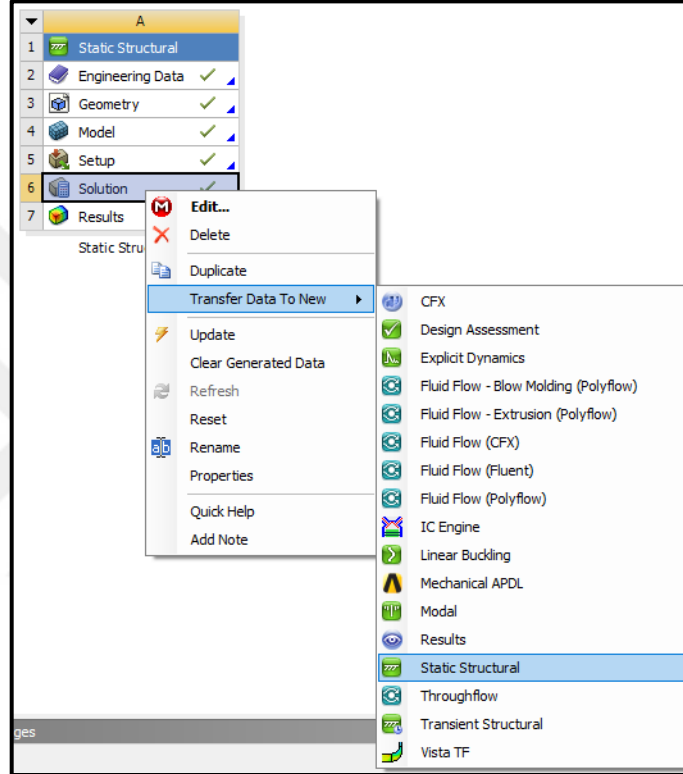 A
1 Static Structural
2 Engineering Data
3 Geometry
4 Model
5 Setup
6 Solution
7 Results
Static Stru
Edit...
Delete
Duplicate
Transfer Data To New
Update
Clear Generated Data
Refresh
Reset
Rename
Properties
Quick Help
Add Note
CFX
Design Assessment
Explicit Dynamics
Fluid Flow - Blow Molding (Polyflow)
Fluid Flow - Extrusion (Polyflow)
Fluid Flow (CFX)
Fluid Flow (Fluent)
Fluid Flow (Polyflow)
IC Engine
Linear Buckling
Mechanical APDL
Modal
Results
Static Structural
Throughflow
Transient Structural
Vista TF
ges